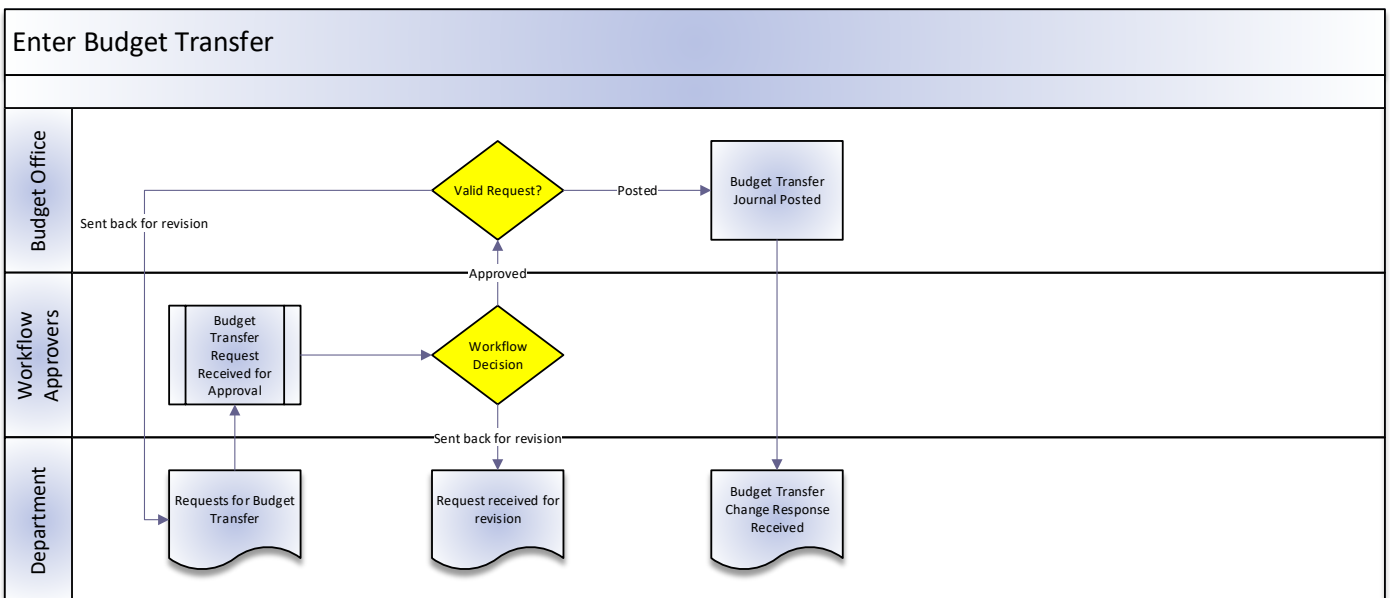 Enter Budget Transfer
Budget Office
Valid Request?
Posted
Budget Transfer
Journal Posted
Sent back for revision
Approved
Workflow
Approvers
Budget
Transfer
Request
Received for
Approval
Workflow
Decision
Sent back for revision
Department
Requests for Budget
Transfer
Request received for
revision
Budget Transfer
Change Response
Received